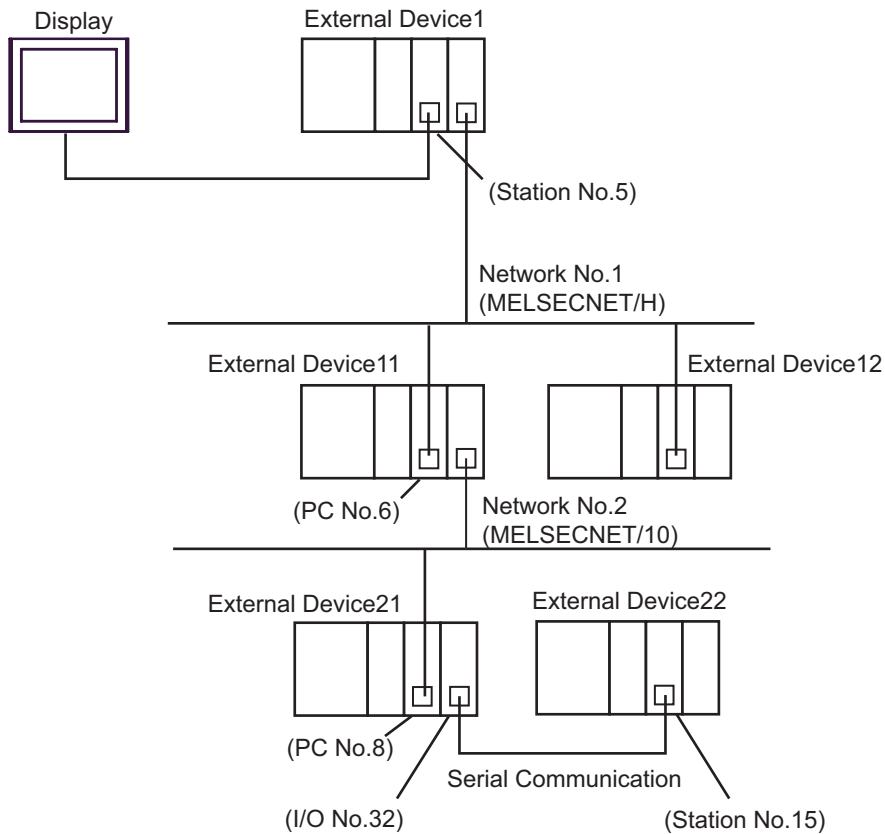 Display
External Device1
(Station No.5)
Network No.1
(MELSECNET/H)
External Device11
External Device12
(PC No.6)
Network No.2
(MELSECNET/10)
External Device21
External Device22
(PC No.8)
Serial Communication
(I/O No.32)
(Station No.15)